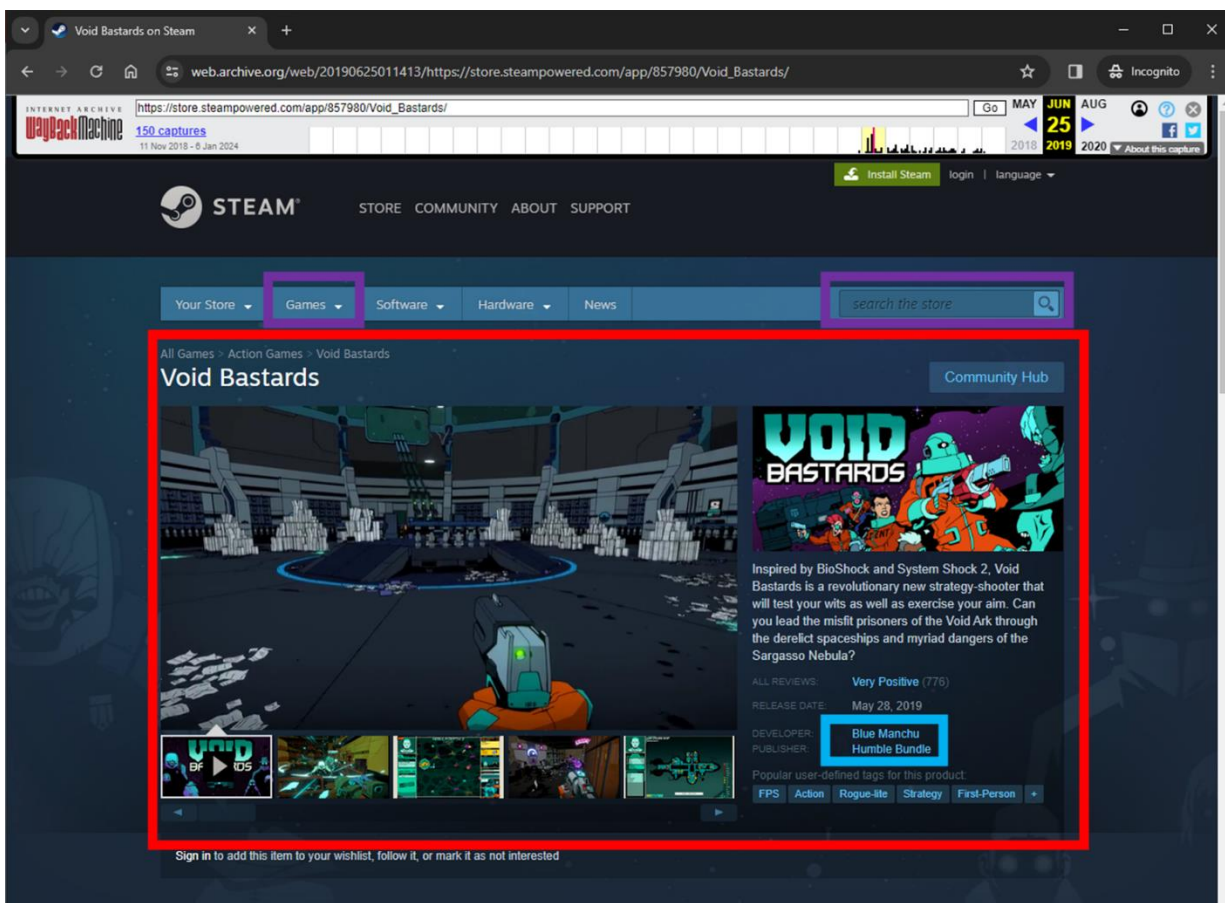 Void Bastards on Steam
web.archive.org/web/20190625011413/https://store.steampowered.com/app/857980/Void_Bastards/
Incognito
INTERNET ARCHIVE
WayBackMachine
https://store.steampowered.com/app/857980/Void_Bastards/
Go
MAY JUN AUG
150 captures
25
11 Nov 2018 - 6 Jan 2024
2018 2019 2020
About this capture
Install Steam login | language
STEAM®
STORE COMMUNITY ABOUT SUPPORT
Your Store Games Software Hardware News
search the store
All Games > Action Games > Void Bastards
Void Bastards
Community Hub
VOID
BASTARDS
Inspired by BioShock and System Shock 2, Void
Bastards is a revolutionary new strategy-shooter that
will test your wits as well as exercise your aim. Can
you lead the misfit prisoners of the Void Ark through
the derelict spaceships and myriad dangers of the
Sargasso Nebula?
ALL REVIEWS: Very Positive (776)
RELEASE DATE: May 28, 2019
DEVELOPER: Blue Manchu
PUBLISHER: Humble Bundle
Popular user-defined tags for this product:
FPS Action Rogue-lite Strategy First-Person +
Sign in to add this item to your wishlist, follow it, or mark it as not interested